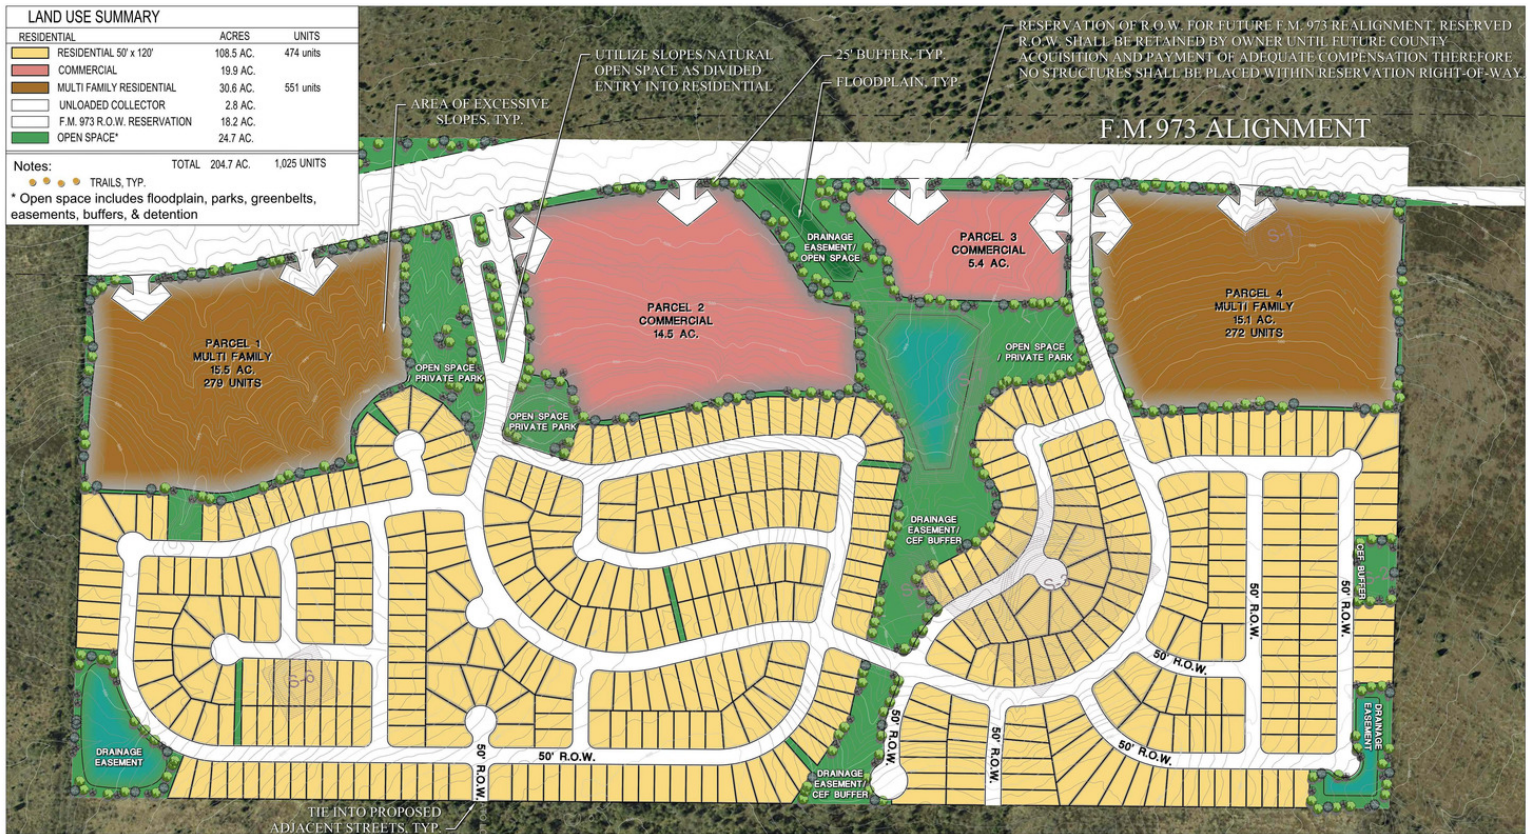 LAND USE SUMMARY
RESIDENTIAL ACRES UNITS
RESIDENTIAL 50' x 120' 108.5 AC. 474 units
COMMERCIAL 19.9 AC.
MULTI FAMILY RESIDENTIAL 30.6 AC. 551 units
UNLOADED COLLECTOR 2.8 AC.
F.M. 973 R.O.W. RESERVATION 18.2 AC.
OPEN SPACE* 24.7 AC.
Notes: TOTAL 204.7 AC. 1,025 UNITS
TRAILS, TYP.
* Open space includes floodplain, parks, greenbelts,
easements, buffers, & detention
AREA OF EXCESSIVE
SLOPES, TYP.
UTILIZE SLOPES/NATURAL
OPEN SPACE AS DIVIDED
ENTRY INTO RESIDENTIAL
25' BUFFER, TYP.
FLOODPLAIN, TYP.
RESERVATION OF R.O.W. FOR FUTURE F.M. 973 REALIGNMENT. RESERVED
R.O.W. SHALL BE RETAINED BY OWNER UNTIL FUTURE COUNTY
ACQUISITION AND PAYMENT OF ADEQUATE COMPENSATION THEREFORE
NO STRUCTURES SHALL BE PLACED WITHIN RESERVATION RIGHT-OF-WAY.
F.M.973 ALIGNMENT
PARCEL 1
MULTI FAMILY
15.5 AC.
279 UNITS
OPEN SPACE
/ PRIVATE PARK
OPEN SPACE
PRIVATE PARK
PARCEL 2
COMMERCIAL
14.5 AC.
DRAINAGE
EASEMENT/
OPEN SPACE
PARCEL 3
COMMERCIAL
5.4 AC.
OPEN SPACE
/ PRIVATE PARK
S-1
PARCEL 4
MULTI FAMILY
15.1 AC.
272 UNITS
DRAINAGE
EASEMENT/
CEF BUFFER
S-3
CEF BUFFER
50' R.O.W.
50' R.O.W.
50' R.O.W.
S-6
DRAINAGE
EASEMENT
50' R.O.W.
50' R.O.W.
DRAINAGE
EASEMENT/
CEF BUFFER
50' R.O.W.
50' R.O.W.
50' R.O.W.
DRAINAGE
EASEMENT
TIE INTO PROPOSED
ADJACENT STREETS, TYP.